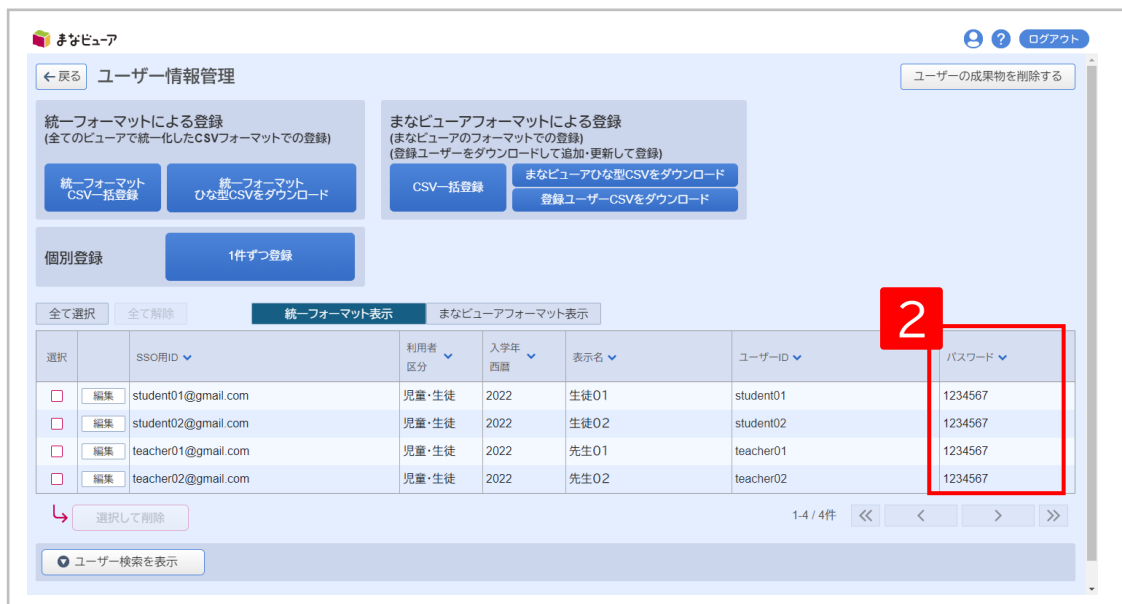 まなビューア
?
ログアウト
←戻る
ユーザー情報管理
ユーザーの成果物を削除する
統一フォーマットによる登録
(全てのビューアで統一化したCSVフォーマットでの登録)
統一フォーマット
CSV一括登録
統一フォーマット
ひな型CSVをダウンロード
まなビューアフォーマットによる登録
(まなビューアのフォーマットでの登録)
(登録ユーザーをダウンロードして追加・更新して登録)
CSV一括登録
まなビューアひな型CSVをダウンロード
登録ユーザーCSVをダウンロード
個別登録
1件ずつ登録
全て選択
全て解除
統一フォーマット表示
まなビューアフォーマット表示
2
選択 SSO用ID 利用者区分 入学年西暦 表示名 ユーザーID パスワード
編集 student01@gmail.com 児童・生徒 2022 生徒01 student01 1234567
編集 student02@gmail.com 児童・生徒 2022 生徒02 student02 1234567
編集 teacher01@gmail.com 児童・生徒 2022 先生01 teacher01 1234567
編集 teacher02@gmail.com 児童・生徒 2022 先生02 teacher02 1234567
選択して削除
1-4 / 4件
ユーザー検索を表示